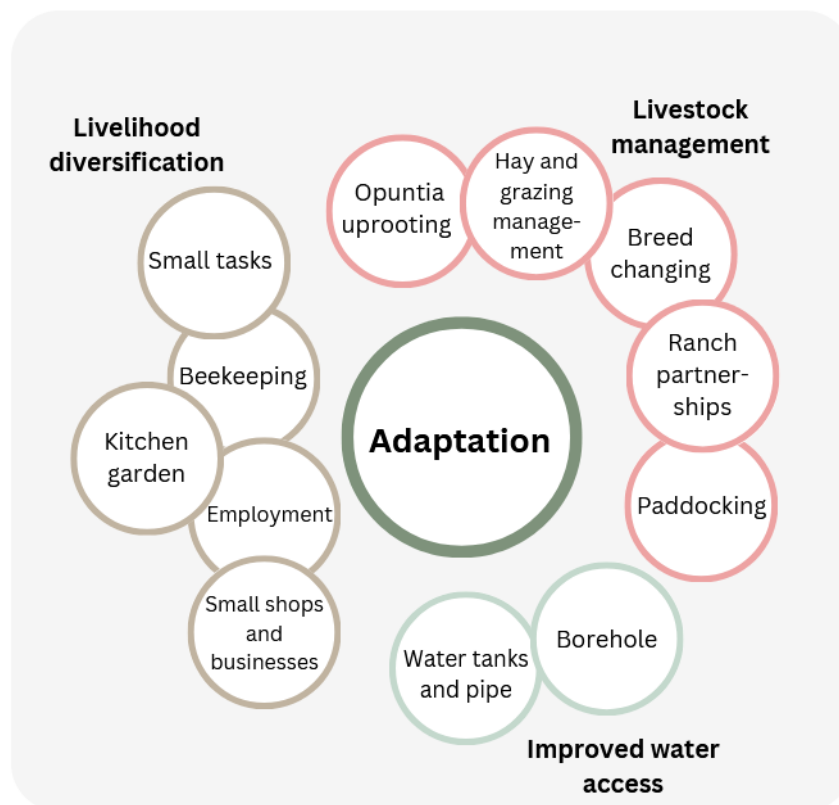 Livelihood
diversification
Small tasks
Beekeeping
Kitchen
garden
Employment
Small shops
and
businesses
Adaptation
Livestock
management
Opuntia
uprooting
Hay and
grazing
manage-
ment
Breed
changing
Ranch
partner-
ships
Paddocking
Borehole
Water tanks
and pipe
Improved water
access